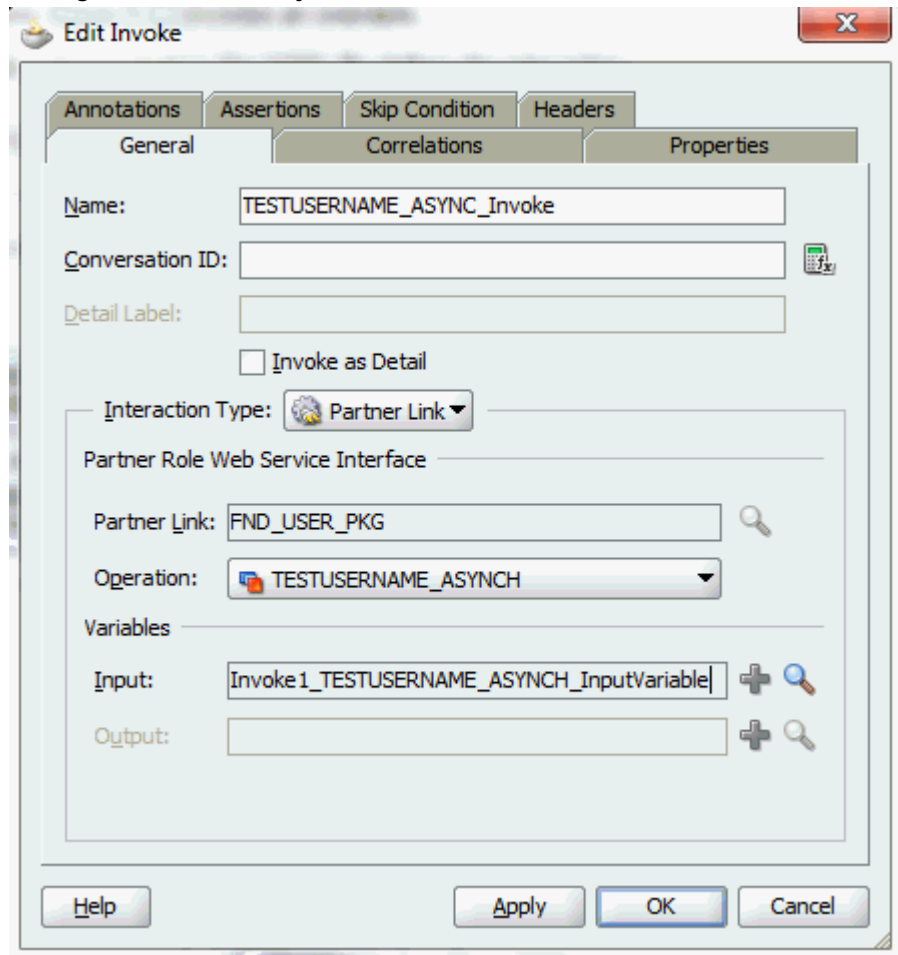 Edit Invoke
Annotations Assertions Skip Condition Headers
General Correlations Properties
Name: TESTUSERNAME_ASYNC_Invoke
Conversation ID:
Detail Label:
Invoke as Detail
Interaction Type: Partner Link
Partner Role Web Service Interface
Partner Link: FND_USER_PKG
Operation: TESTUSERNAME_ASYNCH
Variables
Input: Invoke1_TESTUSERNAME_ASYNCH_InputVariable
Output:
Help Apply OK Cancel